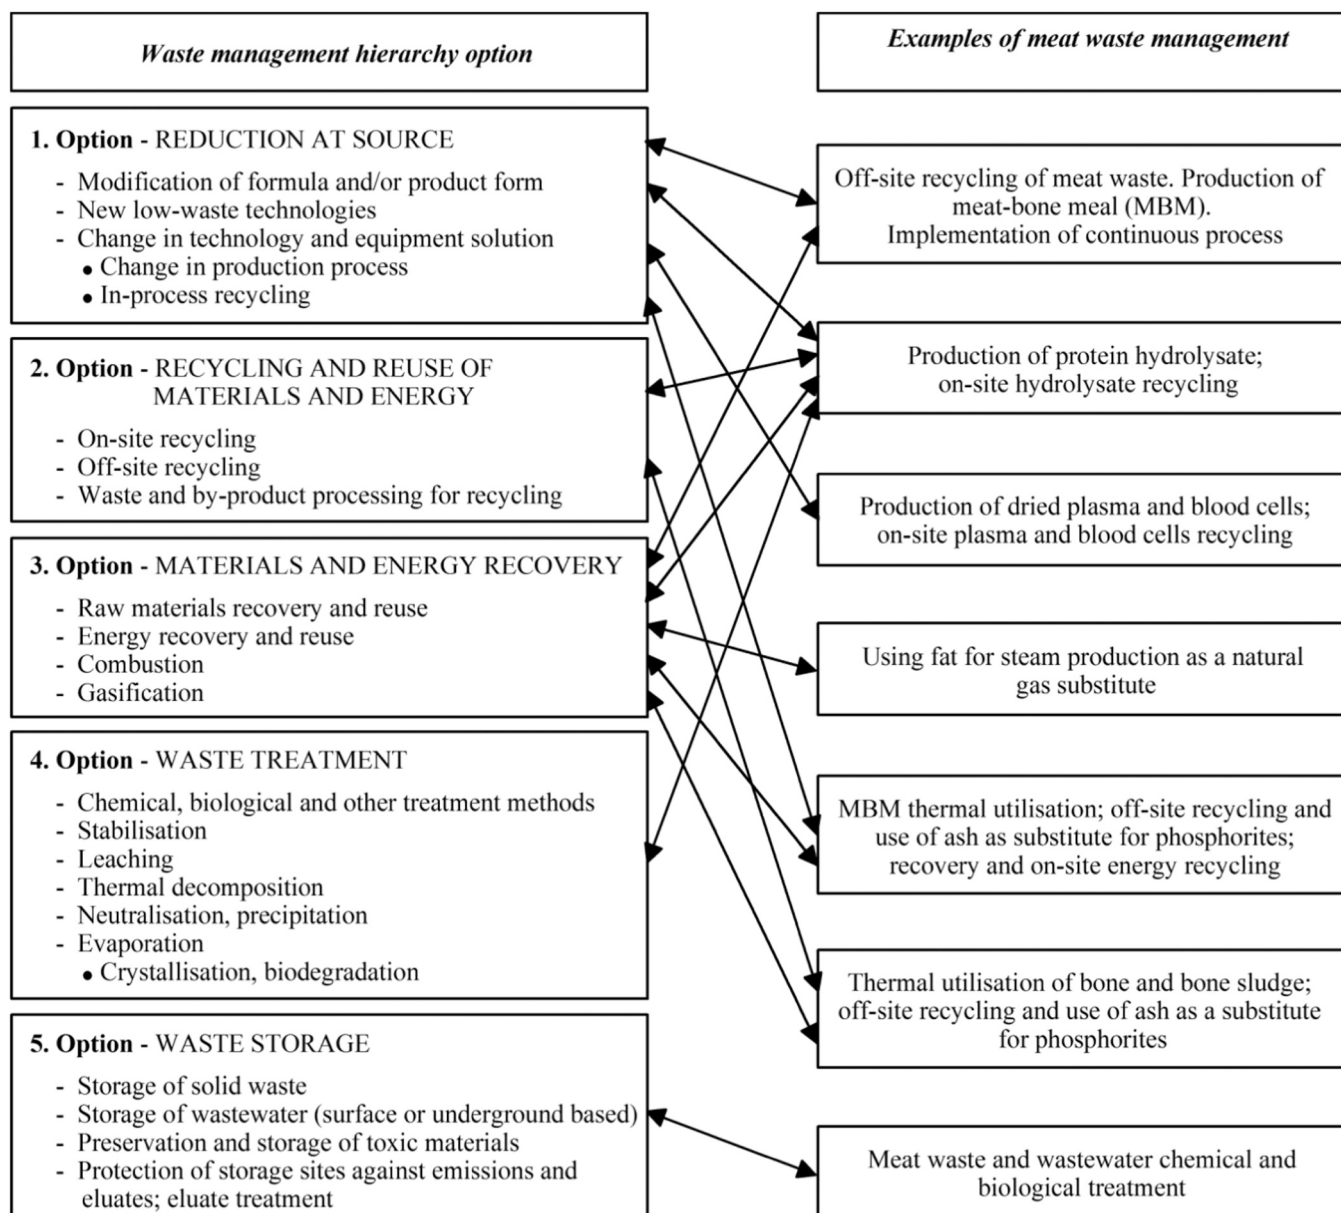 Waste management hierarchy option
1. Option - REDUCTION AT SOURCE
- Modification of formula and/or product form
- New low-waste technologies
- Change in technology and equipment solution
• Change in production process
• In-process recycling
2. Option - RECYCLING AND REUSE OF
MATERIALS AND ENERGY
- On-site recycling
- Off-site recycling
- Waste and by-product processing for recycling
3. Option - MATERIALS AND ENERGY RECOVERY
- Raw materials recovery and reuse
- Energy recovery and reuse
- Combustion
- Gasification
4. Option - WASTE TREATMENT
- Chemical, biological and other treatment methods
- Stabilisation
- Leaching
- Thermal decomposition
- Neutralisation, precipitation
- Evaporation
• Crystallisation, biodegradation
5. Option - WASTE STORAGE
- Storage of solid waste
- Storage of wastewater (surface or underground based)
- Preservation and storage of toxic materials
- Protection of storage sites against emissions and
eluates; eluate treatment
Examples of meat waste management
Off-site recycling of meat waste. Production of
meat-bone meal (MBM).
Implementation of continuous process
Production of protein hydrolysate;
on-site hydrolysate recycling
Production of dried plasma and blood cells;
on-site plasma and blood cells recycling
Using fat for steam production as a natural
gas substitute
MBM thermal utilisation; off-site recycling and
use of ash as substitute for phosphorites;
recovery and on-site energy recycling
Thermal utilisation of bone and bone sludge;
off-site recycling and use of ash as a substitute
for phosphorites
Meat waste and wastewater chemical and
biological treatment